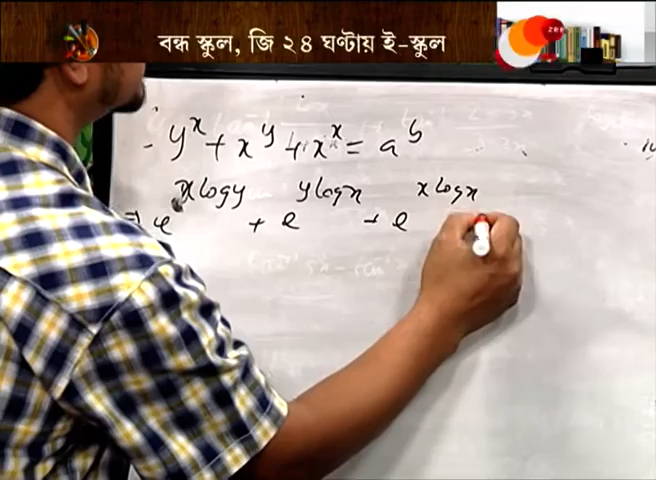 বন্ধ স্কুল, জি ২৪ ঘণ্টায় ই-স্কুল
y^x + x^y + x^x = a^b
⇒ e^{x log y} + e^{y log x} + e^{x log x}